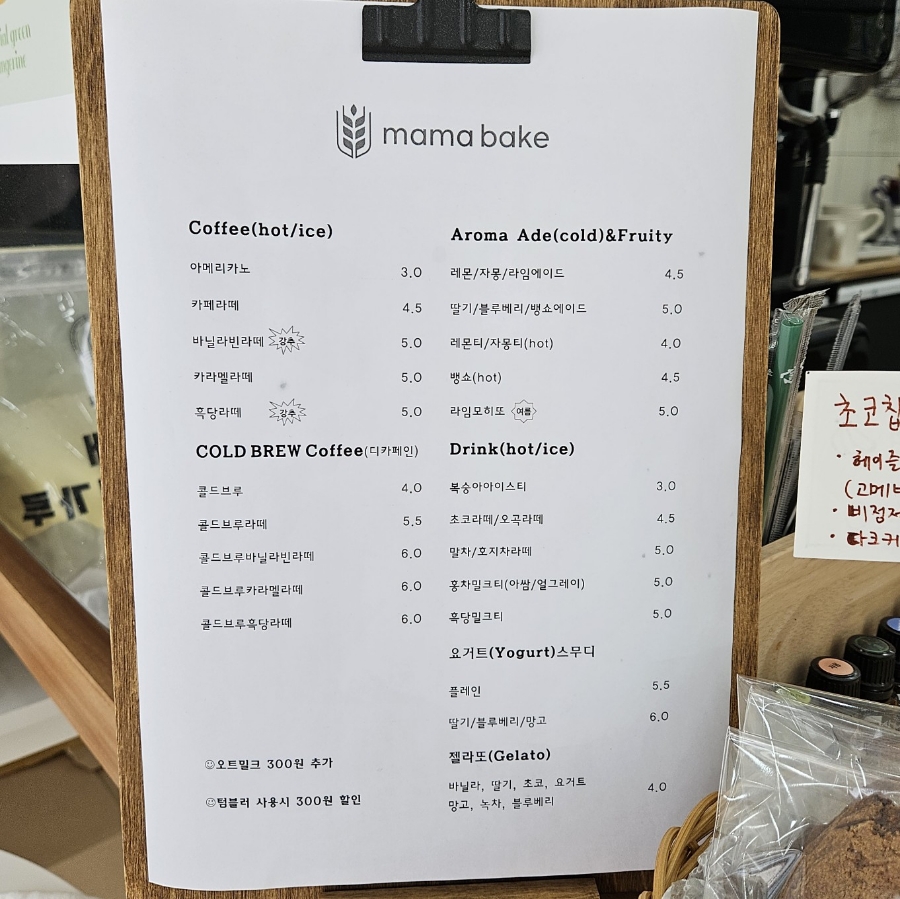 mama bake
Coffee(hot/ice)
아메리카노 3.0
카페라떼 4.5
바닐라빈라떼 강추 5.0
카라멜라떼 5.0
흑당라떼 강추 5.0
COLD BREW Coffee(디카페인)
콜드브루 4.0
콜드브루라떼 5.5
콜드브루바닐라빈라떼 6.0
콜드브루카라멜라떼 6.0
콜드브루흑당라떼 6.0
☺오트밀크 300원 추가
☺텀블러 사용시 300원 할인
Aroma Ade(cold)&Fruity
레몬/자몽/라임에이드 4.5
딸기/블루베리/뱅쇼에이드 5.0
레몬티/자몽티(hot) 4.0
뱅쇼(hot) 4.5
라임모히또 여름 5.0
Drink(hot/ice)
복숭아아이스티 3.0
초코라떼/오곡라떼 4.5
말차/호지차라떼 5.0
홍차밀크티(아쌈/얼그레이) 5.0
흑당밀크티 5.0
요거트(Yogurt)스무디
플레인 5.5
딸기/블루베리/망고 6.0
젤라또(Gelato)
바닐라, 딸기, 초코, 요거트 4.0
망고, 녹차, 블루베리
초코칩